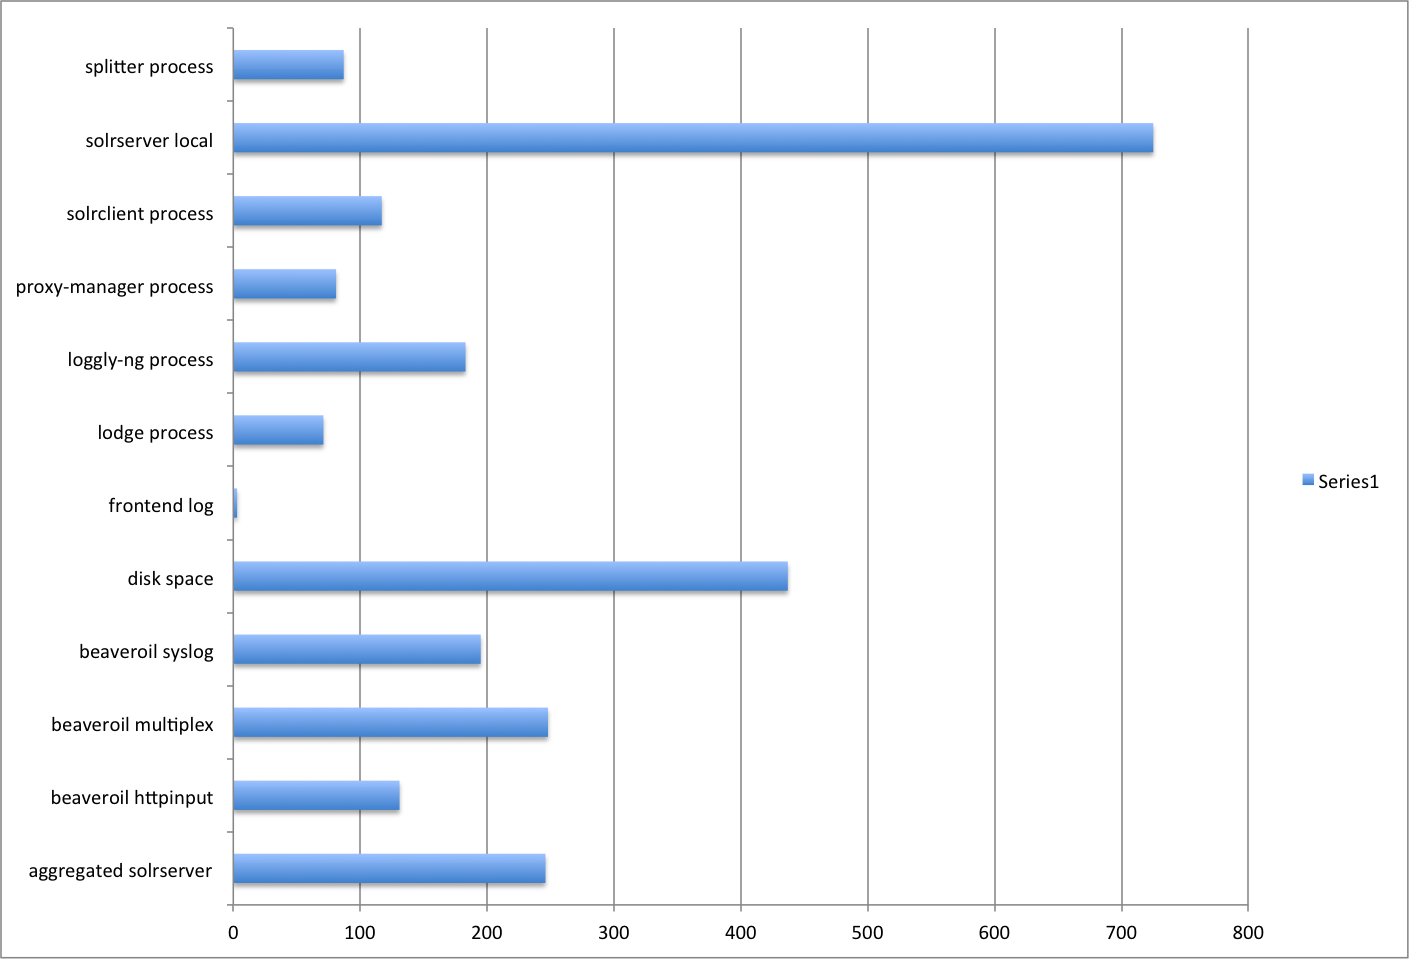 splitter process
solrserver local
solrclient process
proxy-manager process
loggly-ng process
lodge process
frontend log
disk space
beaveroil syslog
beaveroil multiplex
beaveroil httpinput
aggregated solrserver
0 100 200 300 400 500 600 700 800
Series1